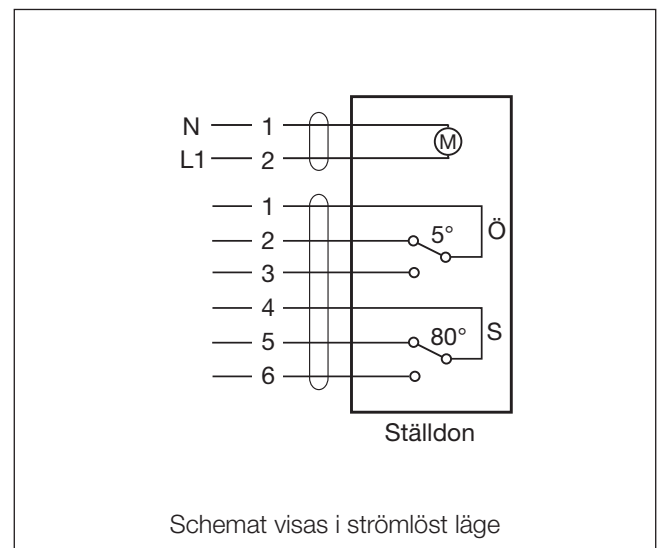 N 1
M
L1 2
1
2 5° Ö
3
4
5 80° S
6
Ställdon
Schemat visas i strömlöst läge